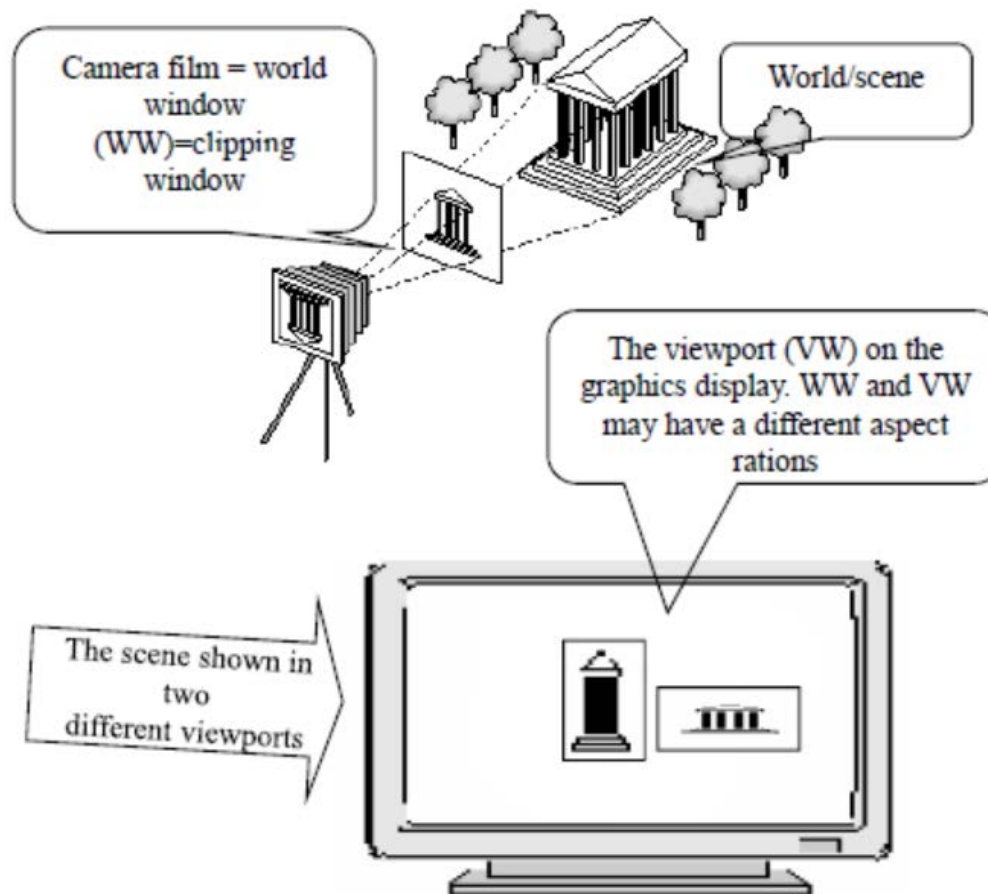 Camera film = world
window
(WW)=clipping
window
World/scene
The viewport (VW) on the
graphics display. WW and VW
may have a different aspect
rations
The scene shown in
two
different viewports